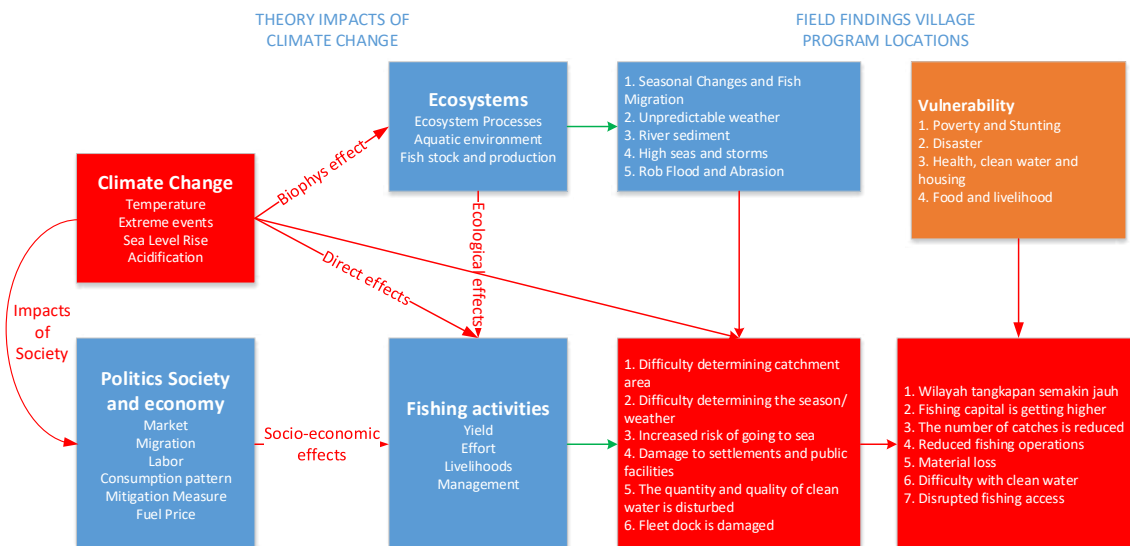 THEORY IMPACTS OF
CLIMATE CHANGE
FIELD FINDINGS VILLAGE
PROGRAM LOCATIONS
Ecosystems
Ecosystem Processes
Aquatic environment
Fish stock and production
1. Seasonal Changes and Fish
Migration
2. Unpredictable weather
3. River sediment
4. High seas and storms
5. Rob Flood and Abrasion
Vulnerability
1. Poverty and Stunting
2. Disaster
3. Health, clean water and
housing
4. Food and livelihood
Climate Change
Temperature
Extreme events
Sea Level Rise
Acidification
Biophys effect
Ecological effects
Direct effects
Impacts
of
Society
Politics Society
and economy
Market
Migration
Labor
Consumption pattern
Mitigation Measure
Fuel Price
Socio-economic
effects
Fishing activities
Yield
Effort
Livelihoods
Management
1. Difficulty determining catchment
area
2. Difficulty determining the season/
weather
3. Increased risk of going to sea
4. Damage to settlements and public
facilities
5. The quantity and quality of clean
water is disturbed
6. Fleet dock is damaged
1. Wilayah tangkapan semakin jauh
2. Fishing capital is getting higher
3. The number of catches is reduced
4. Reduced fishing operations
5. Material loss
6. Difficulty with clean water
7. Disrupted fishing access